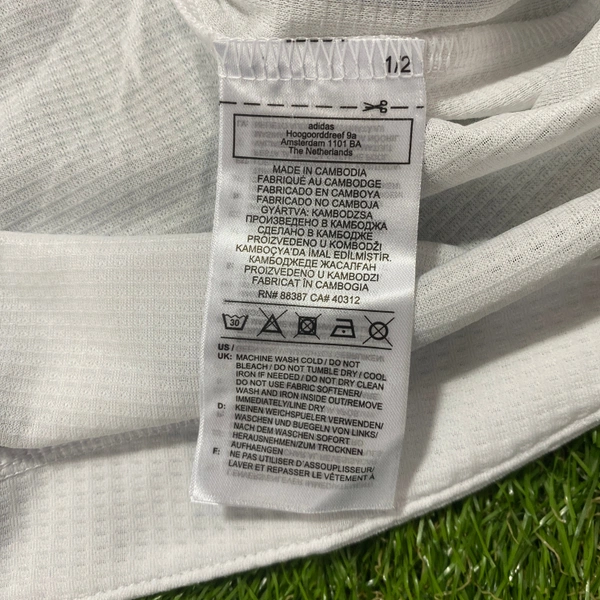 1/2
adidas
Hoogoorddreef 9a
Amsterdam 1101 BA
The Netherlands
MADE IN CAMBODIA
FABRIQUÉ AU CAMBODGE
FABRICADO EN CAMBOYA
FABRICADO NO CAMBOJA
GYÁRTVA: KAMBODZSA
ПРОИЗВЕДЕНО В КАМБОДЖА
СДЕЛАНО В КАМБОДЖЕ
PROIZVEDENO U KOMBODŽI
KAMBOÇYA'DA İMAL EDİLMİŞTİR.
КАМБОДЖЕДЕ ЖАСАЛҒАН
PROIZVEDENO U KAMBODZI
FABRICAT ÎN CAMBOGIA
RN# 88387 CA# 40312
30
US /
UK: MACHINE WASH COLD / DO NOT
BLEACH / DO NOT TUMBLE DRY / COOL
IRON IF NEEDED / DO NOT DRY CLEAN
DO NOT USE FABRIC SOFTENER/
WASH AND IRON INSIDE OUT/REMOVE
IMMEDIATELY/LINE DRY
D: KEINEN WEICHSPUELER VERWENDEN/
WASCHEN UND BUEGELN VON LINKS/
NACH DEM WASCHEN SOFORT
HERAUSNEHMEN/ZUM TROCKNEN
AUFHAENGEN
F: NE PAS UTILISER D'ASSOUPLISSEUR/
LAVER ET REPASSER LE VÊTEMENT À